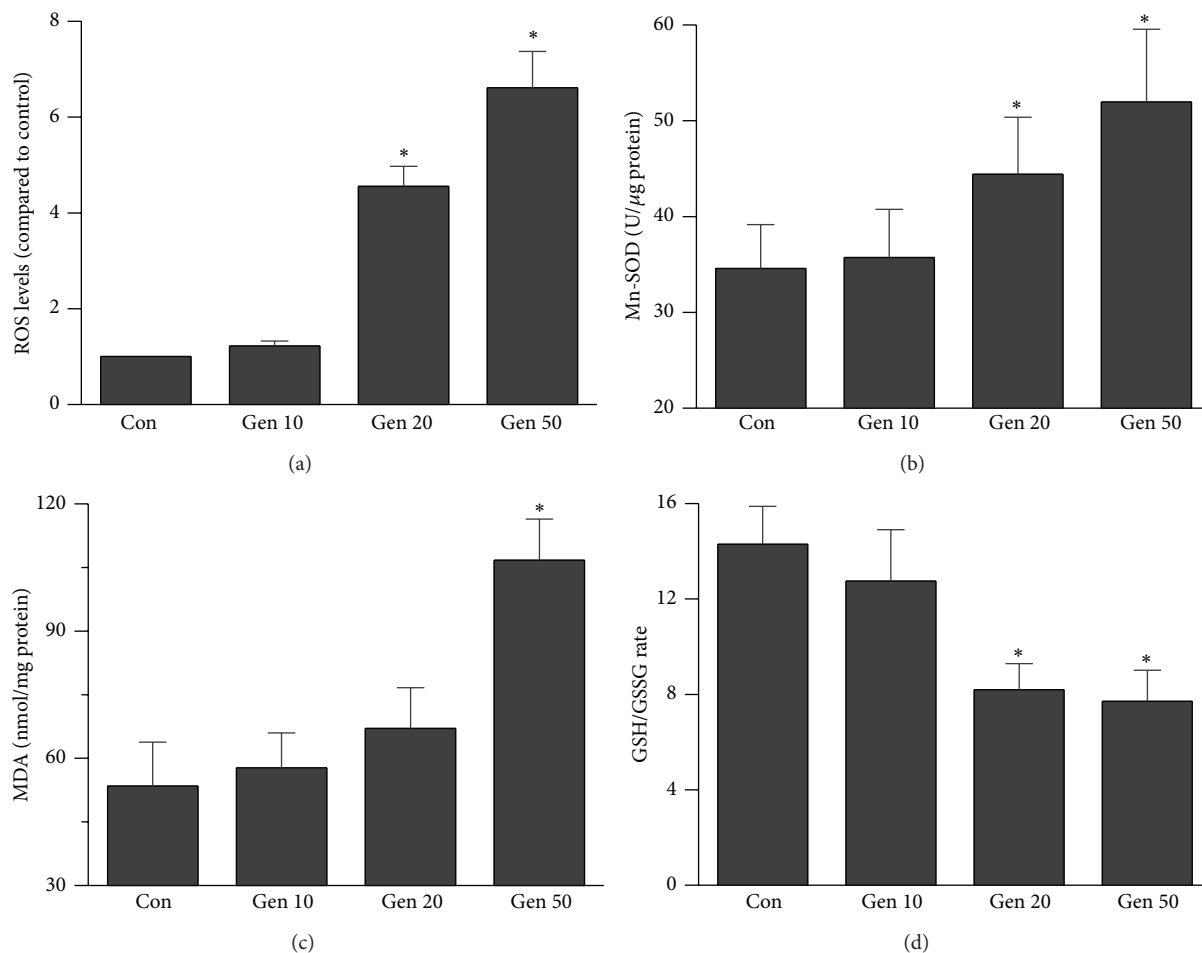 8
6
4
2
0
ROS levels (compared to control)
*
*
Con Gen 10 Gen 20 Gen 50
(a)
60
50
40
30
20
Mn-SOD (U/µg protein)
*
*
Con Gen 10 Gen 20 Gen 50
(b)
120
90
60
30
MDA (nmol/mg protein)
*
Con Gen 10 Gen 20 Gen 50
(c)
16
12
8
4
0
GSH/GSSG rate
*
*
Con Gen 10 Gen 20 Gen 50
(d)